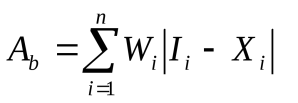 A_b = \sum_{i=1}^{n} W_i |I_i - X_i|